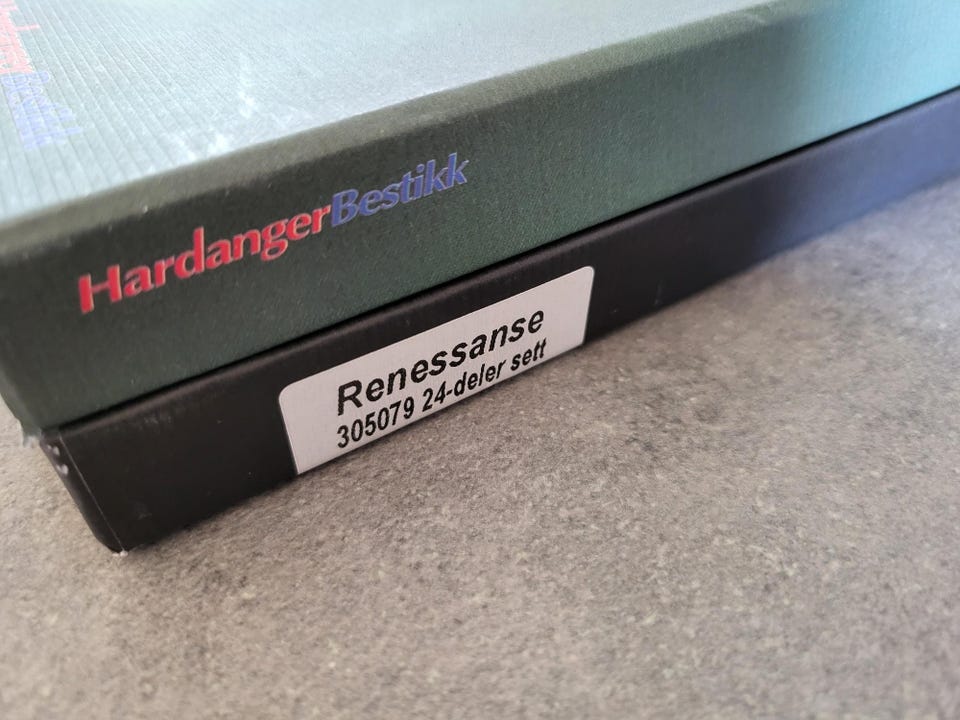 HardangerBestikk
Renessanse
305079 24-deler sett